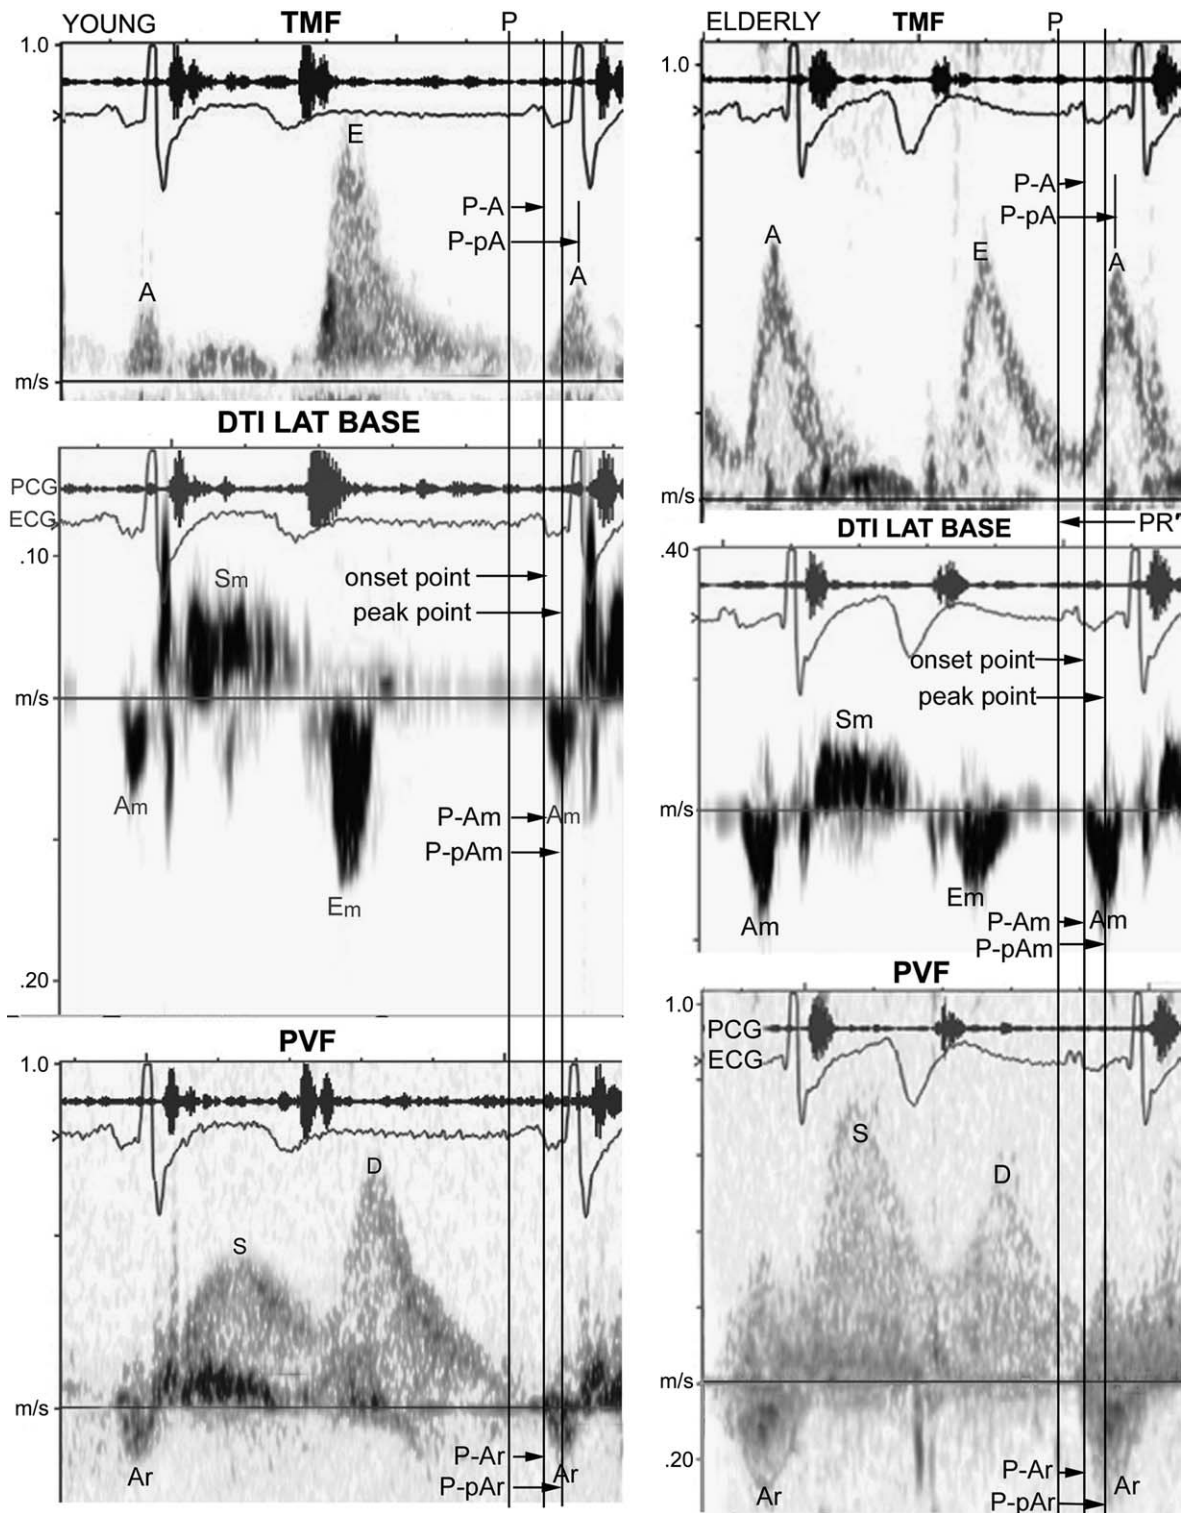 YOUNG TMF P
1.0
E
P-A
P-pA
A
A
m/s
DTI LAT BASE
PCG
ECG
.10
Sm
onset point
peak point
m/s
Am
P-Am
Am
P-pAm
Em
.20
PVF
1.0
D
S
m/s
P-Ar
Ar
Ar
P-pAr
ELDERLY TMF P
1.0
P-A
P-pA
A
E
A
m/s
PR
DTI LAT BASE
.40
onset point
peak point
Sm
m/s
Em
Am
P-Am
Am
P-pAm
PVF
1.0
PCG
ECG
S
D
m/s
.20
P-Ar
Ar
Ar
P-pAr